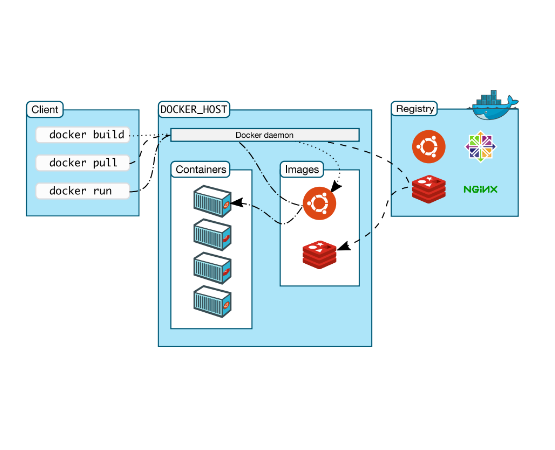 Client
docker build
docker pull
docker run
DOCKER_HOST
Docker daemon
Containers
Images
Registry
NGINX